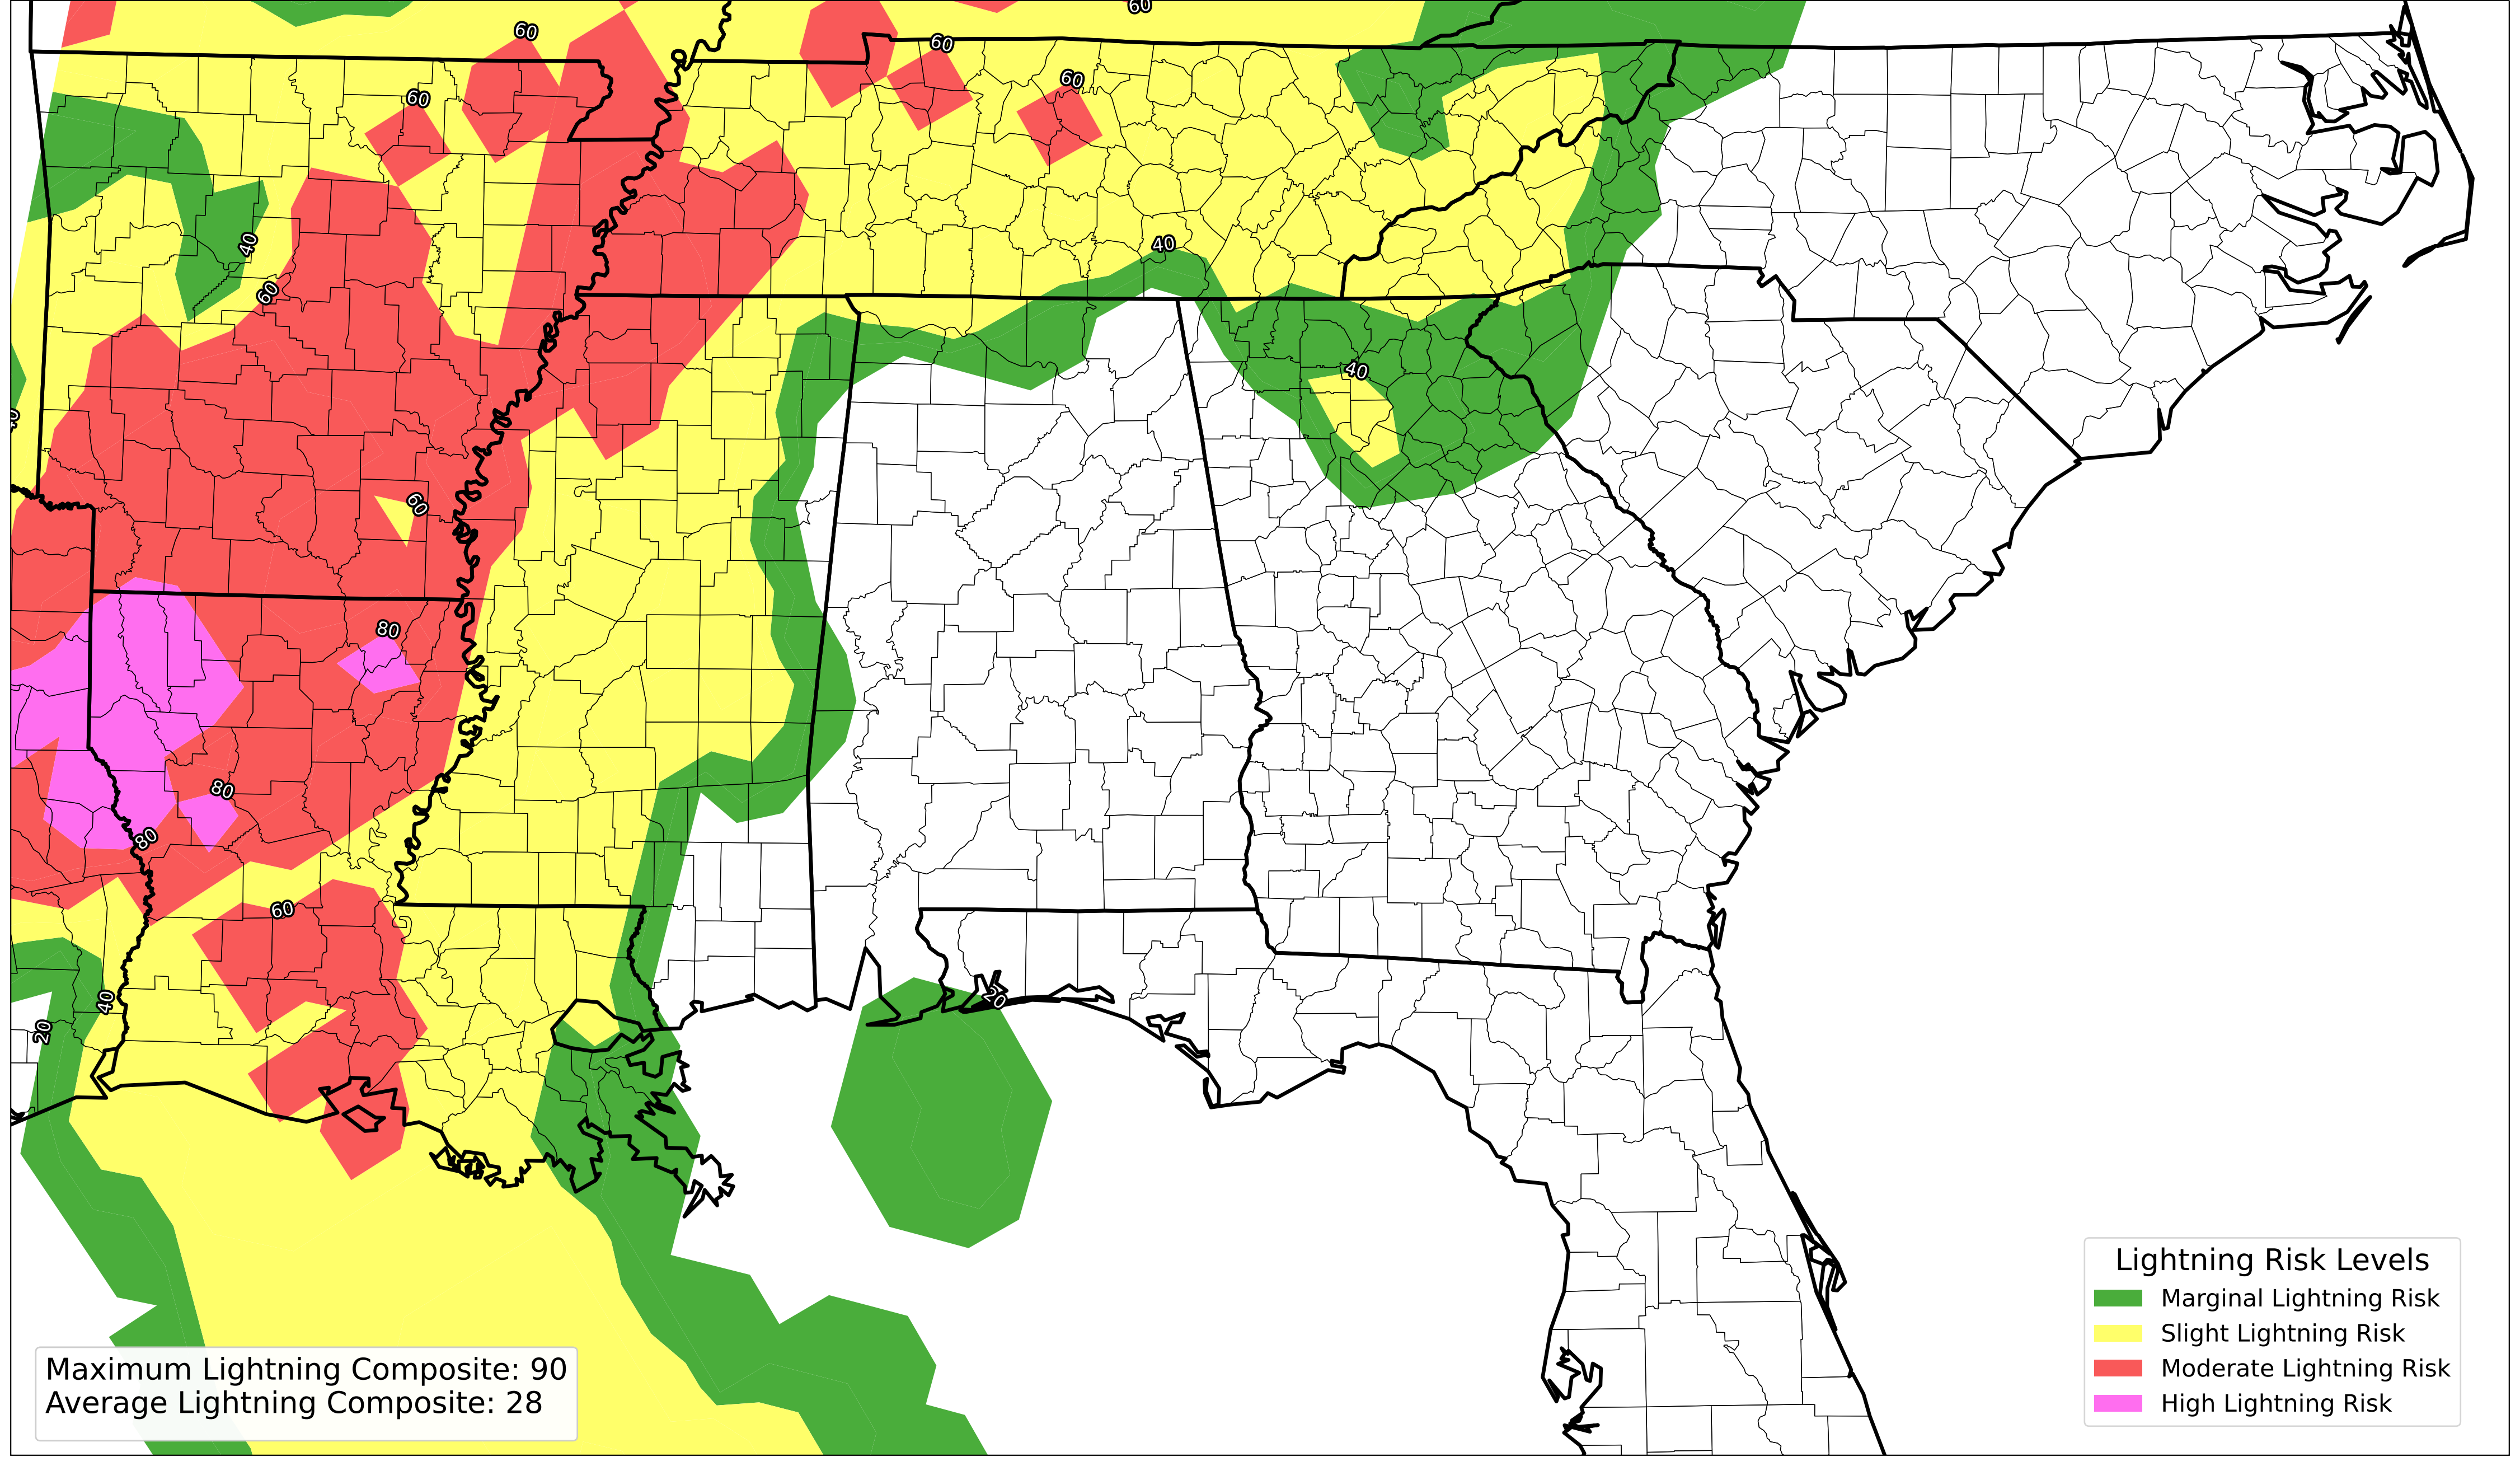 60
60
60
60
60
40
40
60
40
60
80
80
80
60
40
20
20
Lightning Risk Levels
Marginal Lightning Risk
Slight Lightning Risk
Moderate Lightning Risk
High Lightning Risk
Maximum Lightning Composite: 90
Average Lightning Composite: 28